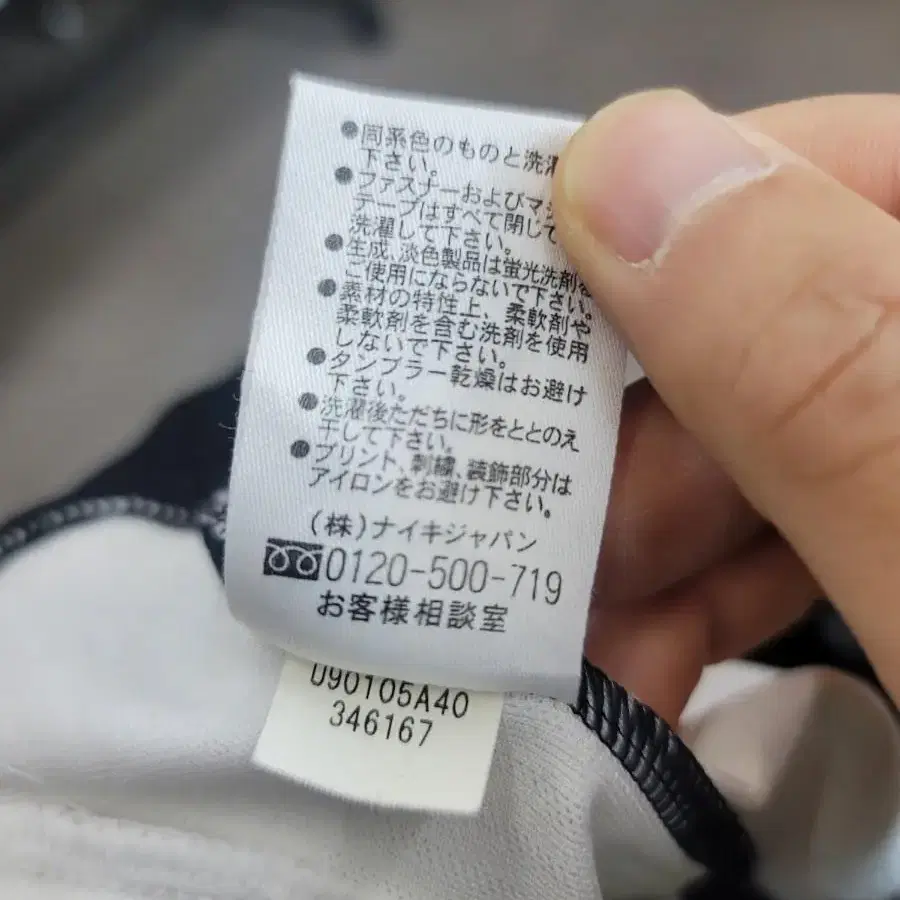 ●同系色のものと洗濯
下さい。
●ファスナーおよびマジ
テープはすべて閉じて
洗濯して下さい。
●生成、淡色製品は蛍光洗剤を
ご使用にならないで下さい。
●素材の特性上、柔軟剤や
柔軟剤を含む洗剤を使用
しないで下さい。
●タンブラー乾燥はお避け
下さい。
●洗濯後ただちに形をととのえ
干して下さい。
●プリント、刺繍、装飾部分は
アイロンをお避け下さい。
(株)ナイキジャパン
0120-500-719
お客様相談室
090105A40
346167